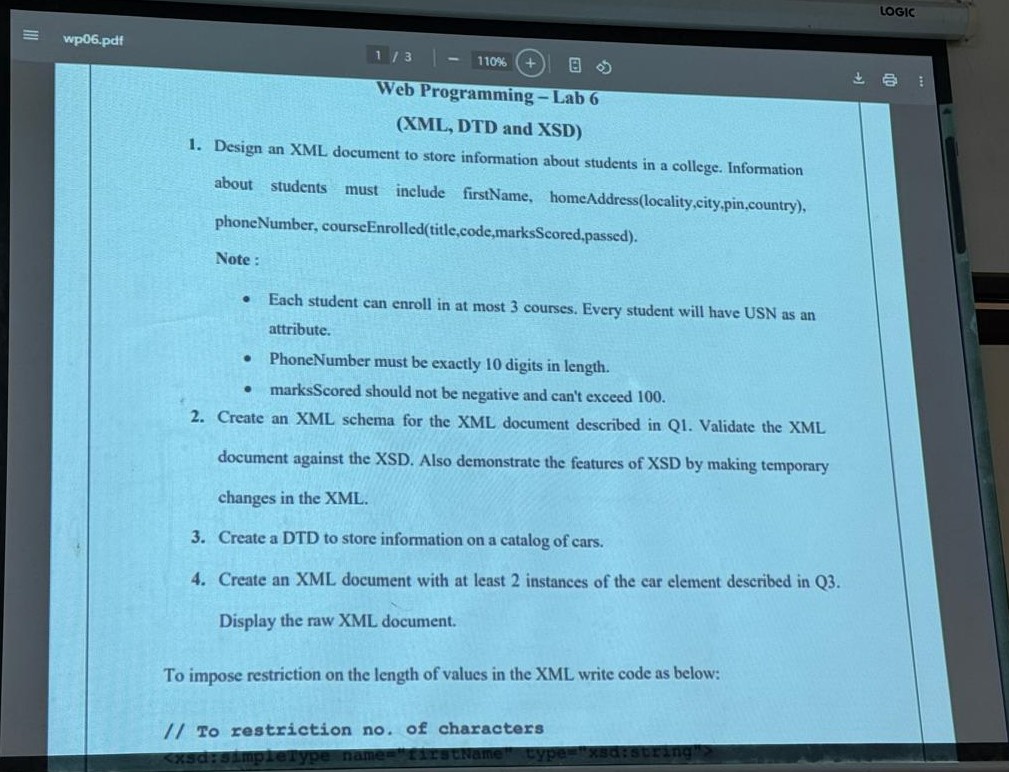 LOGIC
wp06.pdf
1 / 3
110%
Web Programming – Lab 6
(XML, DTD and XSD)
1. Design an XML document to store information about students in a college. Information
about students must include firstName, homeAddress(locality,city,pin,country),
phoneNumber, courseEnrolled(title,code,marksScored,passed).
Note :
• Each student can enroll in at most 3 courses. Every student will have USN as an
attribute.
• PhoneNumber must be exactly 10 digits in length.
• marksScored should not be negative and can't exceed 100.
2. Create an XML schema for the XML document described in Q1. Validate the XML
document against the XSD. Also demonstrate the features of XSD by making temporary
changes in the XML.
3. Create a DTD to store information on a catalog of cars.
4. Create an XML document with at least 2 instances of the car element described in Q3.
Display the raw XML document.
To impose restriction on the length of values in the XML write code as below:
// To restriction no. of characters
<xsd:simpleType name="firstName" type="xsd:string">